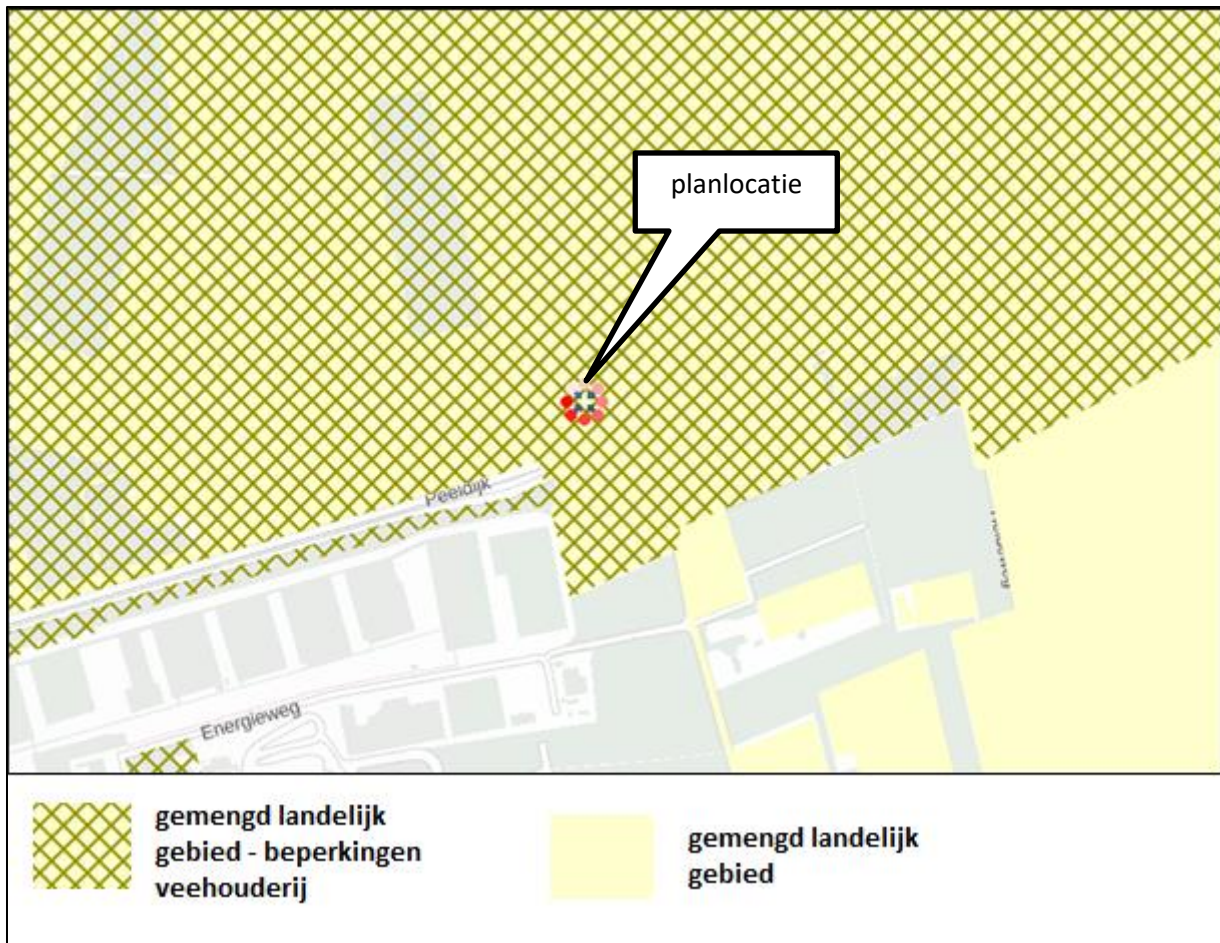 planlocatie
Peeldijk
Energieweg
gemengd landelijk
gebied - beperkingen
veehouderij
gemengd landelijk
gebied